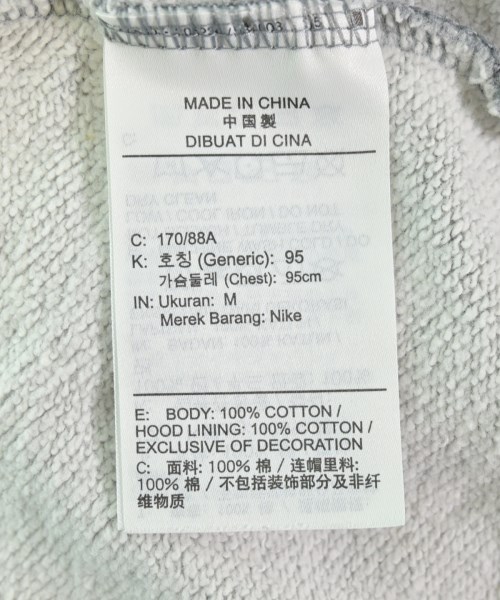 MADE IN CHINA
中国製
DIBUAT DI CINA
C: 170/88A
K: 호칭 (Generic): 95
가슴둘레 (Chest): 95cm
IN: Ukuran: M
Merek Barang: Nike
E: BODY: 100% COTTON /
HOOD LINING: 100% COTTON /
EXCLUSIVE OF DECORATION
C: 面料: 100% 棉 / 连帽里料:
100% 棉 / 不包括装饰部分及非纤
维物质